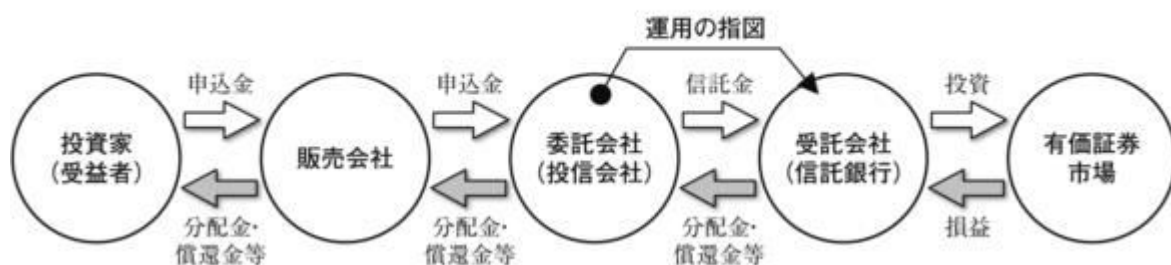 運用の指図
申込金
申込金
信託金
投資
投資家
（受益者）
販売会社
委託会社
（投信会社）
受託会社
（信託銀行）
有価証券
市場
分配金・
償還金等
分配金・
償還金等
分配金・
償還金等
損益